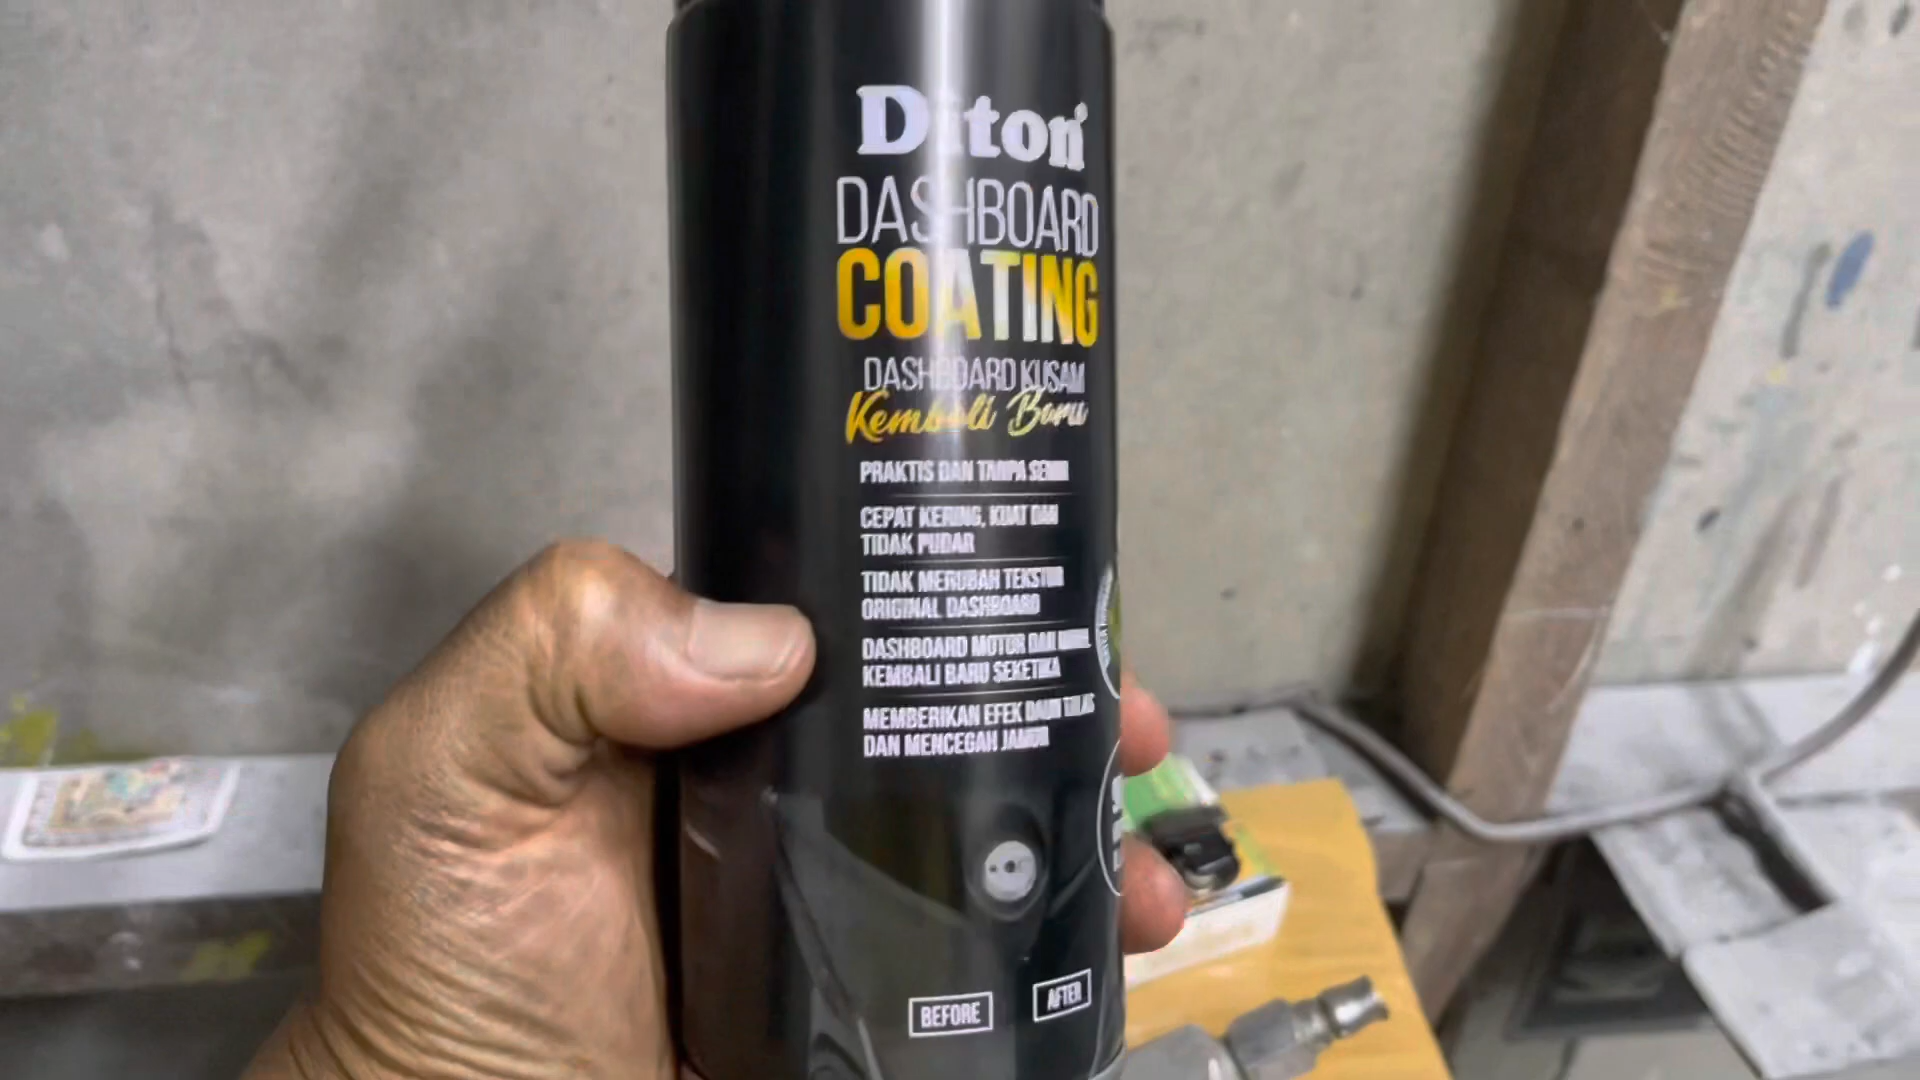 Diton
DASHBOARD
COATING
DASHBOARD KUSAM
Kembali Baru
PRAKTIS DAN TANPA SEMIR
CEPAT KERING, KUAT DAN
TIDAK PUDAR
TIDAK MERUBAH TEKSTUR
ORIGINAL DASHBOARD
DASHBOARD MOTOR DAN MOBIL
KEMBALI BARU SEKETIKA
MEMBERIKAN EFEK DAUN TALAS
DAN MENCEGAH JAMUR
BEFORE
AFTER